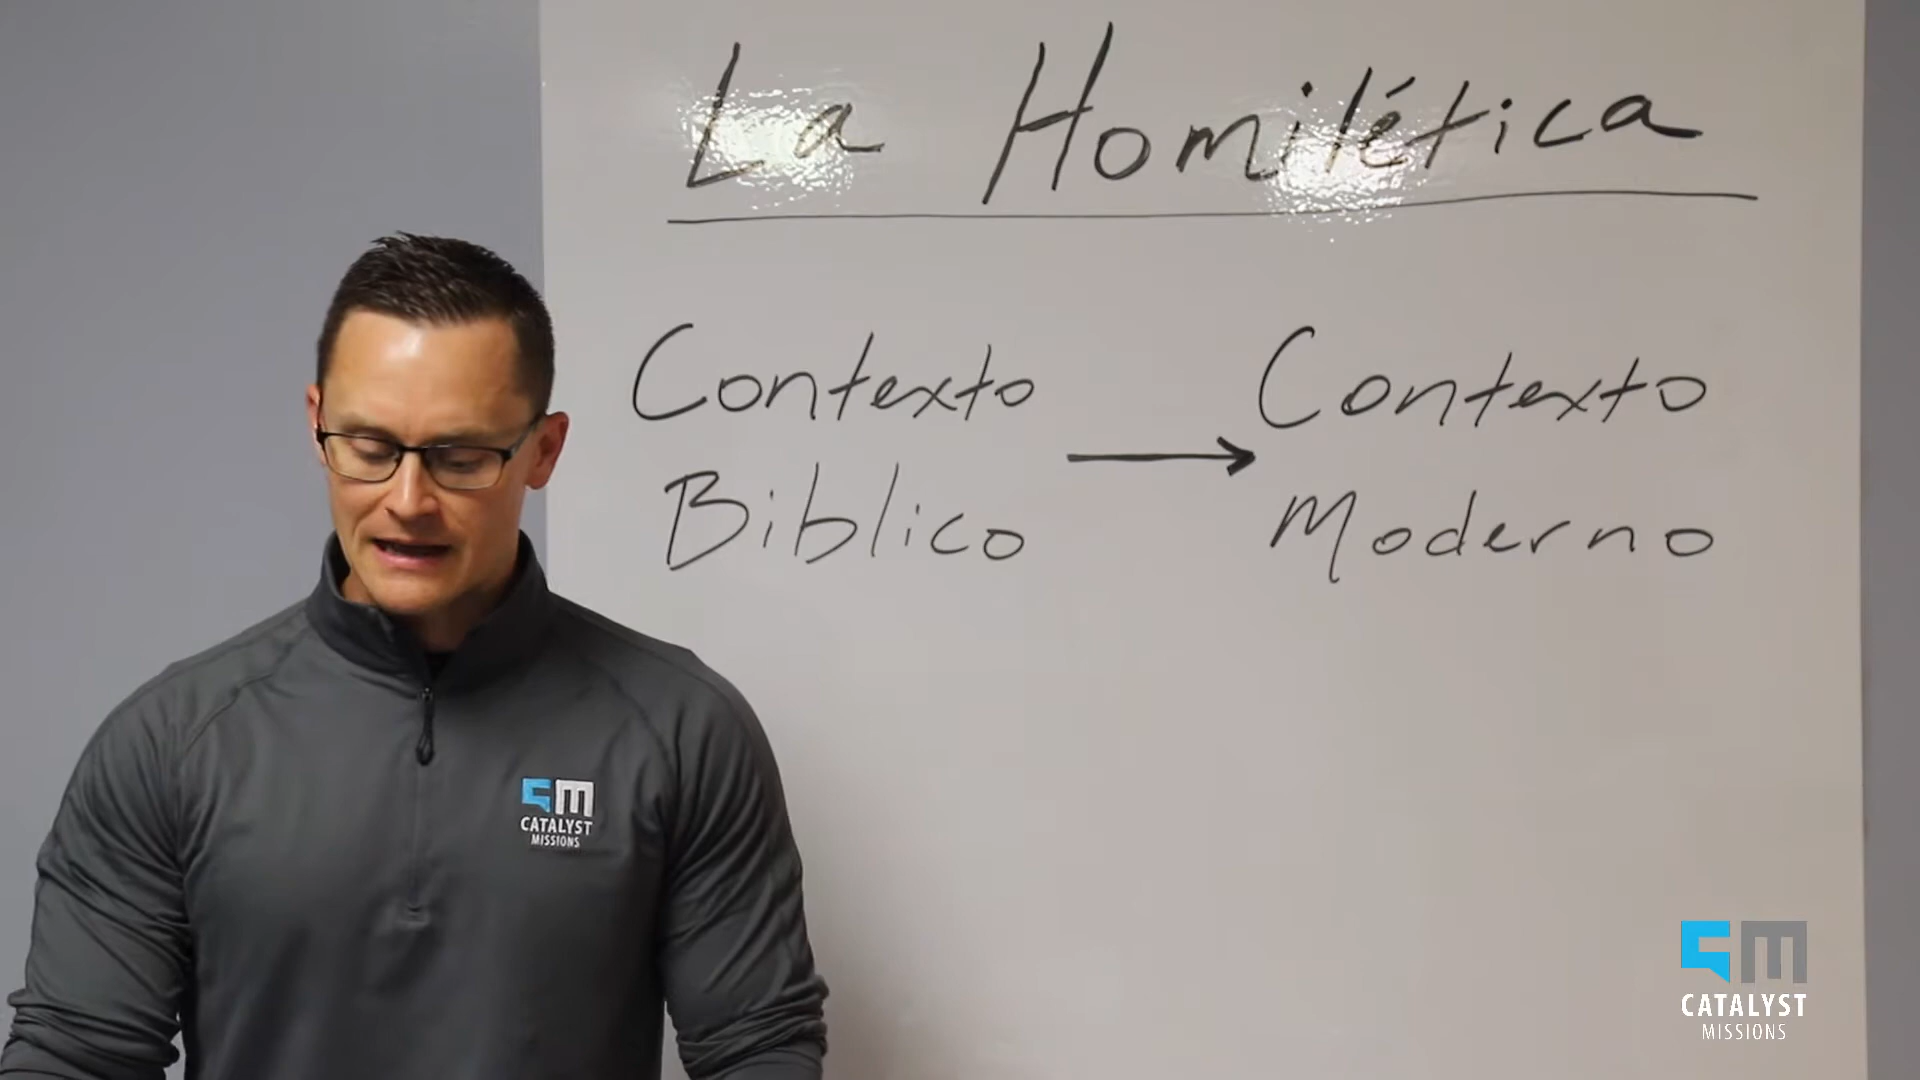 La Homilética
Contexto
Biblico
Contexto
Moderno
CM
CATALYST
MISSIONS
CM
CATALYST
MISSIONS